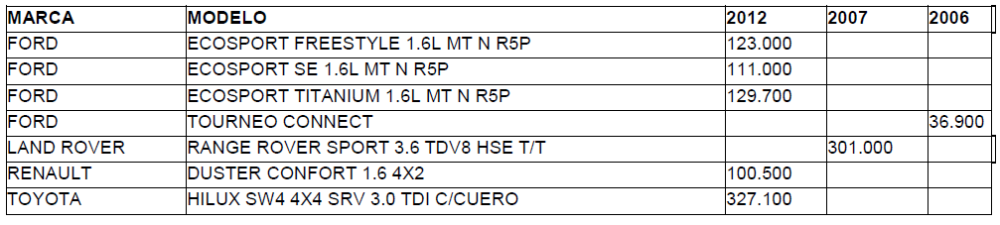 MARCA MODELO 2012 2007 2006
FORD ECOSPORT FREESTYLE 1.6L MT N R5P 123.000
FORD ECOSPORT SE 1.6L MT N R5P 111.000
FORD ECOSPORT TITANIUM 1.6L MT N R5P 129.700
FORD TOURNEO CONNECT 36.900
LAND ROVER RANGE ROVER SPORT 3.6 TDV8 HSE T/T 301.000
RENAULT DUSTER CONFORT 1.6 4X2 100.500
TOYOTA HILUX SW4 4X4 SRV 3.0 TDI C/CUERO 327.100